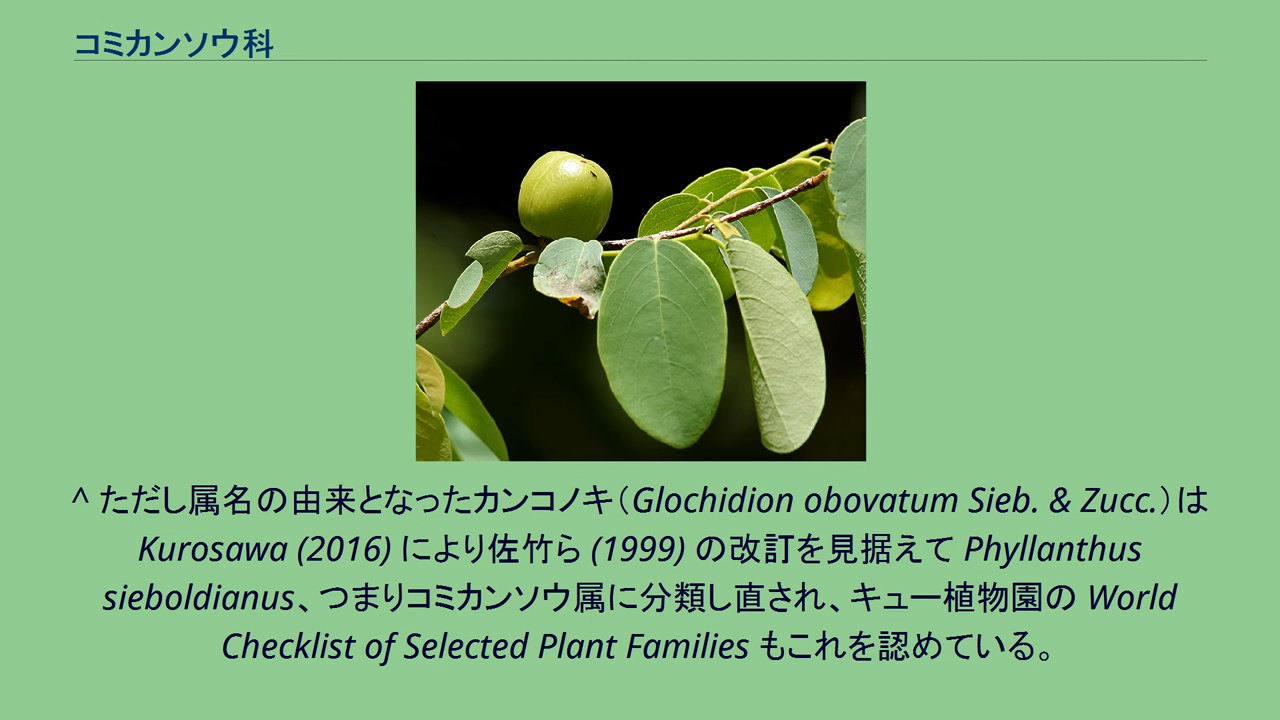 コミカンソウ科
^ ただし属名の由来となったカンコノキ（Glochidion obovatum Sieb. & Zucc.）は
Kurosawa (2016) により佐竹ら (1999) の改訂を見据えて Phyllanthus
sieboldianus、つまりコミカンソウ属に分類し直され、キュー植物園の World
Checklist of Selected Plant Families もこれを認めている。